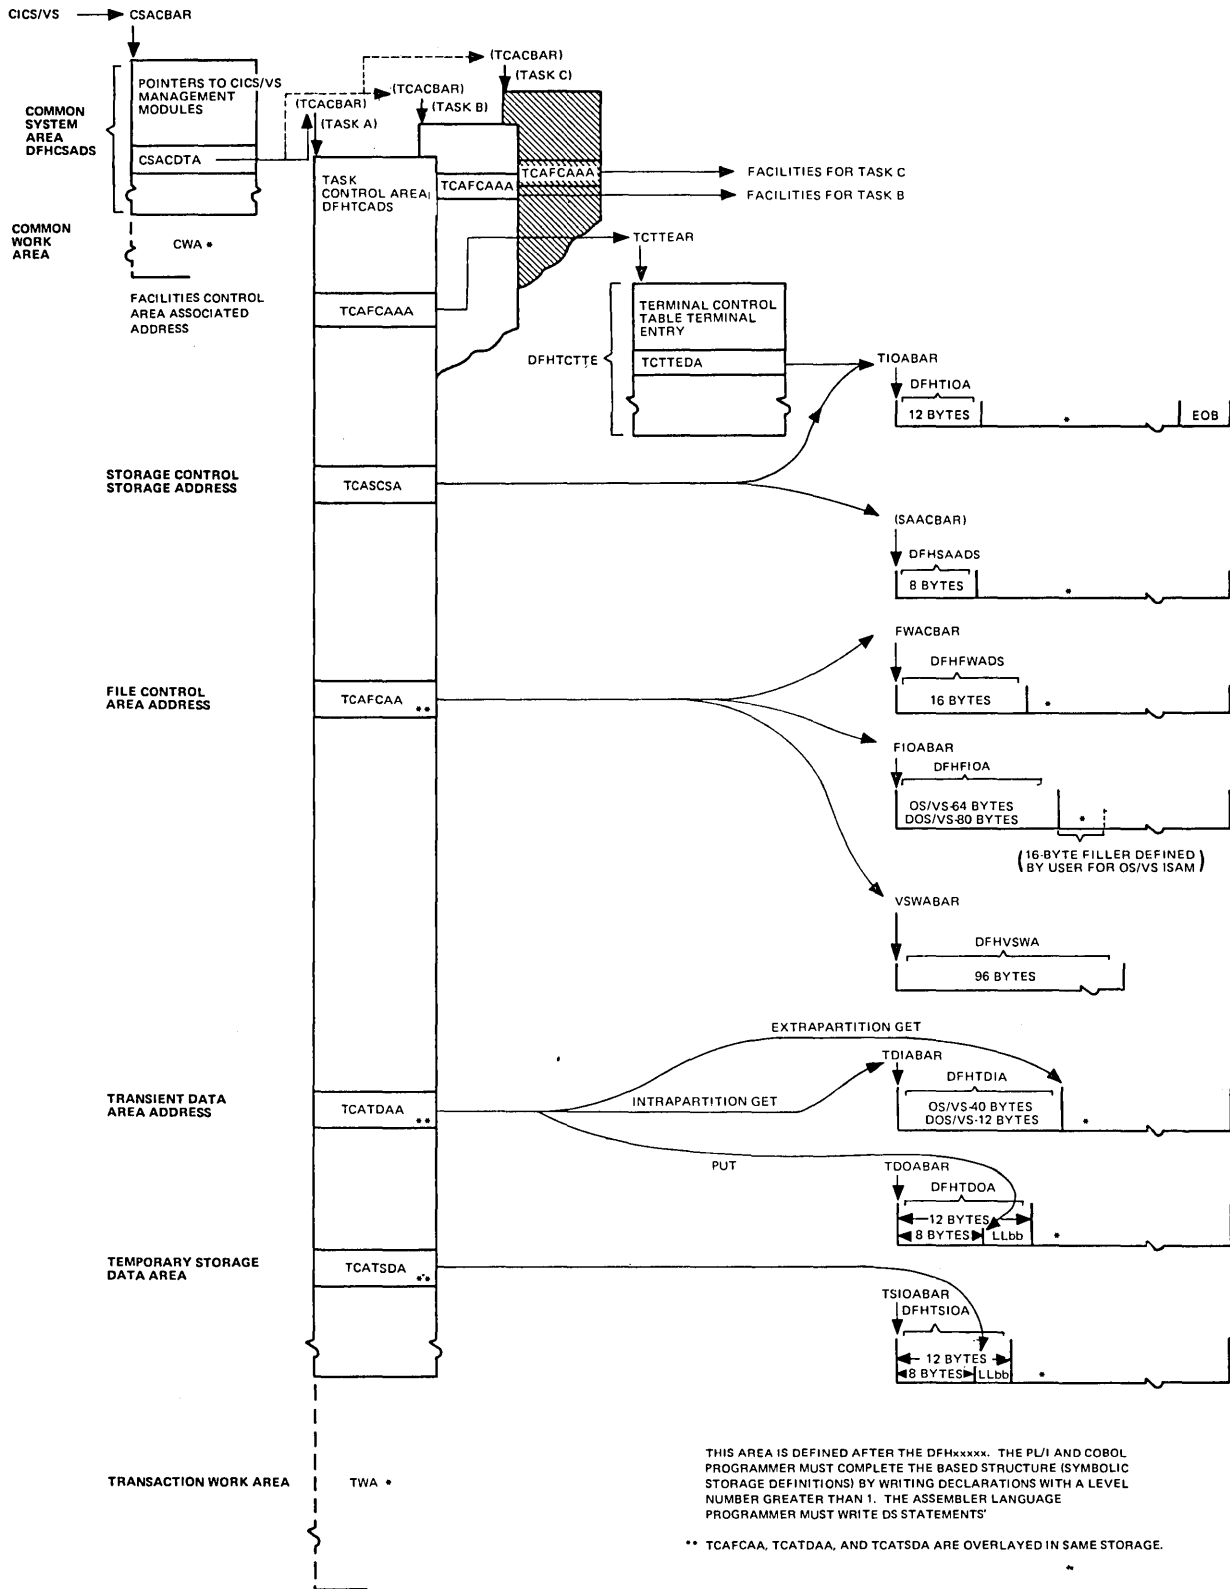 CICS/VS
CSACBAR
POINTERS TO CICS/VS
MANAGEMENT
MODULES
COMMON
SYSTEM
AREA
DFHCSADS
CSACDTA
(TCACBAR)
(TASK A)
(TCACBAR)
(TASK B)
(TCACBAR)
(TASK C)
TCAFCAAA
FACILITIES FOR TASK C
TCAFCAAA
FACILITIES FOR TASK B
TASK
CONTROL AREA
DFHTCADS
COMMON
WORK
AREA
CWA *
FACILITIES CONTROL
AREA ASSOCIATED
ADDRESS
TCAFCAAA
TCTTEAR
DFHTCTTE
TERMINAL CONTROL
TABLE TERMINAL
ENTRY
TCTTEDA
TIOABAR
DFHTIOA
12 BYTES
*
EOB
STORAGE CONTROL
STORAGE ADDRESS
TCASCSA
(SAACBAR)
DFHSAADS
8 BYTES
*
FILE CONTROL
AREA ADDRESS
TCAFCAA
**
FWACBAR
DFHFWADS
16 BYTES
*
FIOABAR
DFHFIOA
OS/VS-64 BYTES
DOS/VS-80 BYTES
*
(16-BYTE FILLER DEFINED
BY USER FOR OS/VS ISAM)
VSWABAR
DFHVSWA
96 BYTES
TRANSIENT DATA
AREA ADDRESS
TCATDAA
**
EXTRAPARTITION GET
INTRAPARTITION GET
TDIABAR
DFHTDIA
OS/VS-40 BYTES
DOS/VS-12 BYTES
*
PUT
TDOABAR
DFHTDOA
12 BYTES
8 BYTES
LLbb
*
TEMPORARY STORAGE
DATA AREA
TCATSDA
**
TSIOABAR
DFHTSIOA
12 BYTES
8 BYTES
LLbb
*
TRANSACTION WORK AREA
TWA *
THIS AREA IS DEFINED AFTER THE DFHxxxxx. THE PL/I AND COBOL
PROGRAMMER MUST COMPLETE THE BASED STRUCTURE (SYMBOLIC
STORAGE DEFINITIONS) BY WRITING DECLARATIONS WITH A LEVEL
NUMBER GREATER THAN 1. THE ASSEMBLER LANGUAGE
PROGRAMMER MUST WRITE DS STATEMENTS'
** TCAFCAA, TCATDAA, AND TCATSDA ARE OVERLAYED IN SAME STORAGE.
*